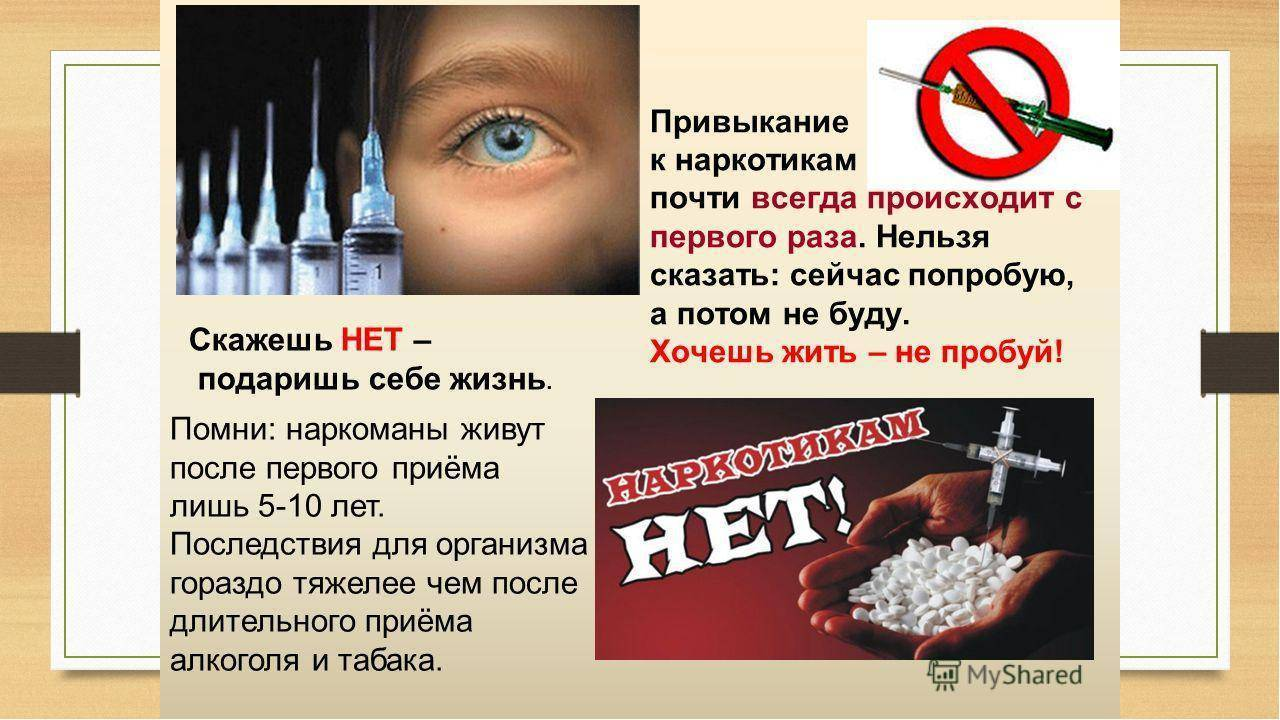 Привыкание
к наркотикам
почти всегда происходит с
первого раза. Нельзя
сказать: сейчас попробую,
а потом не буду.
Хочешь жить – не пробуй!
Скажешь НЕТ –
подаришь себе жизнь.
Помни: наркоманы живут
после первого приёма
лишь 5-10 лет.
Последствия для организма
гораздо тяжелее чем после
длительного приёма
алкоголя и табака.
НАРКОТИКАМ
НЕТ!
1
1
MyShared